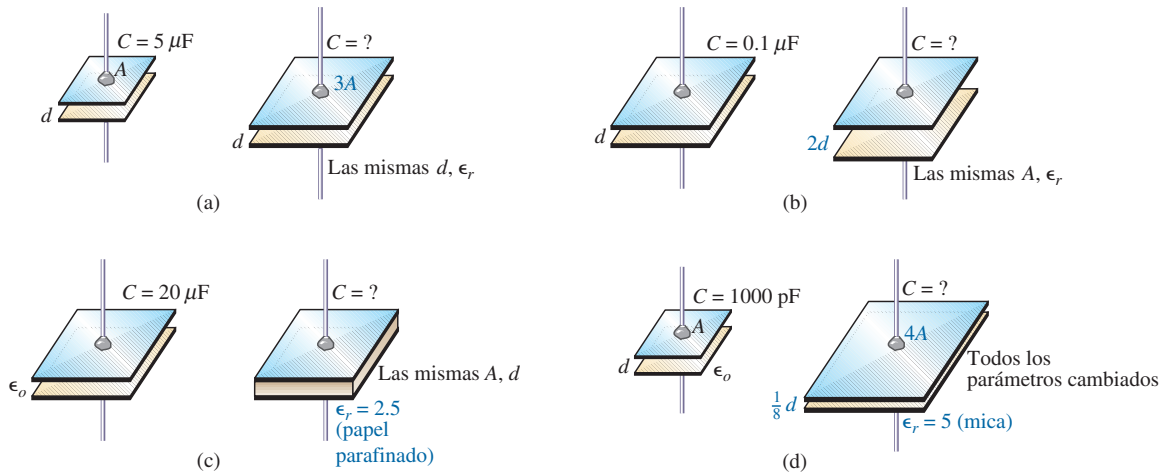 C = 5 μF
A
d
C = ?
3A
d
Las mismas d, ϵr
(a)
C = 0.1 μF
d
C = ?
2d
Las mismas A, ϵr
(b)
C = 20 μF
ϵo
C = ?
Las mismas A, d
ϵr = 2.5
(papel
parafinado)
(c)
C = 1000 pF
A
d
ϵo
C = ?
4A
Todos los
parámetros cambiados
1/8 d
ϵr = 5 (mica)
(d)